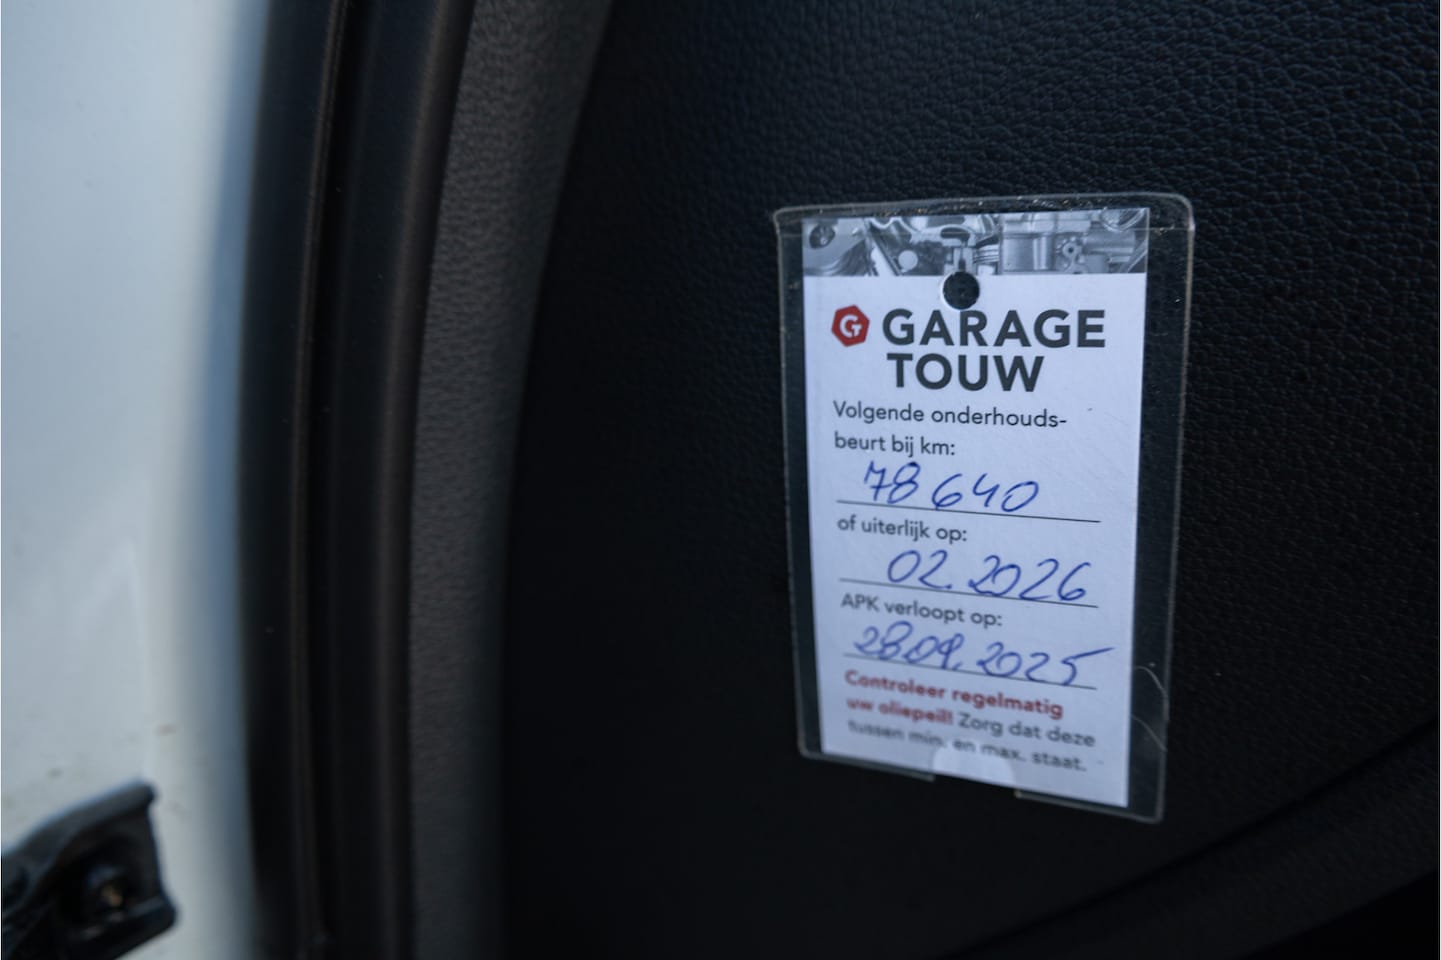 GT GARAGE
TOUW
Volgende onderhouds-
beurt bij km:
78640
of uiterlijk op:
02.2026
APK verloopt op:
28.09.2025
Controleer regelmatig
uw oliepeil! Zorg dat deze
tussen min. en max. staat.